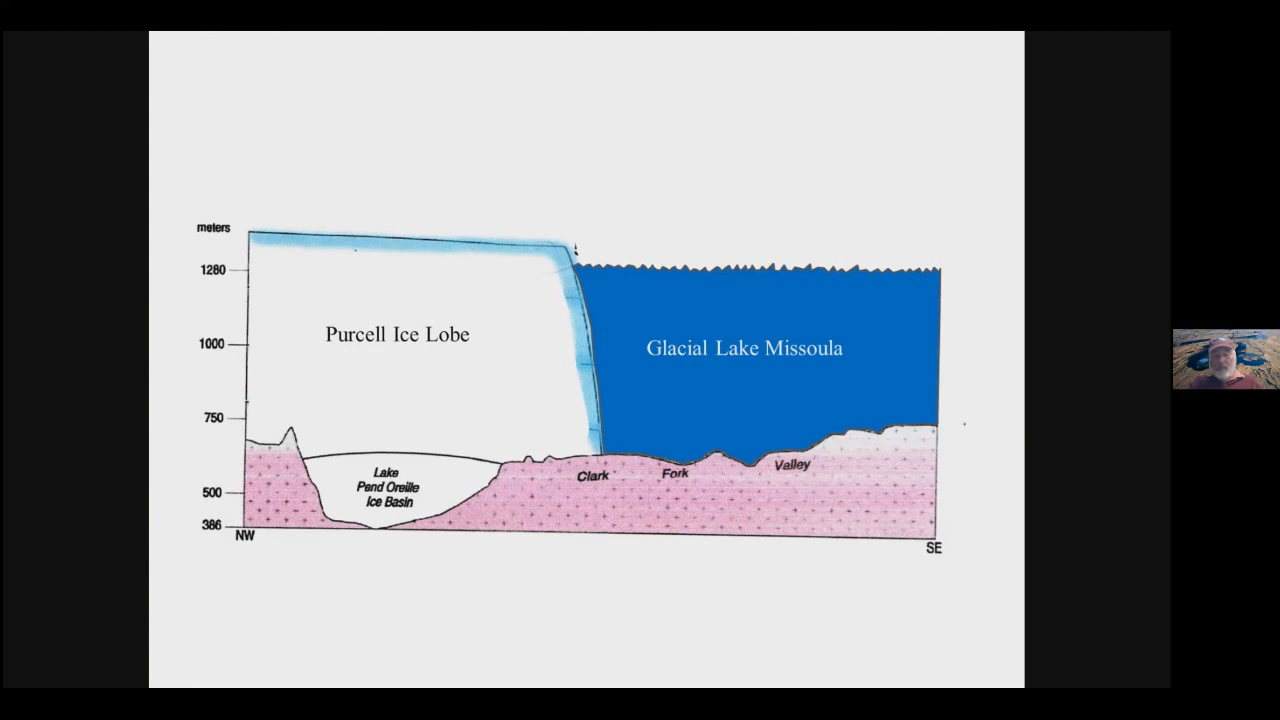 meters
1280
Purcell Ice Lobe
1000
Glacial Lake Missoula
750
Lake
Pend Oreille
Ice Basin
Clark Fork Valley
500
386
NW
SE